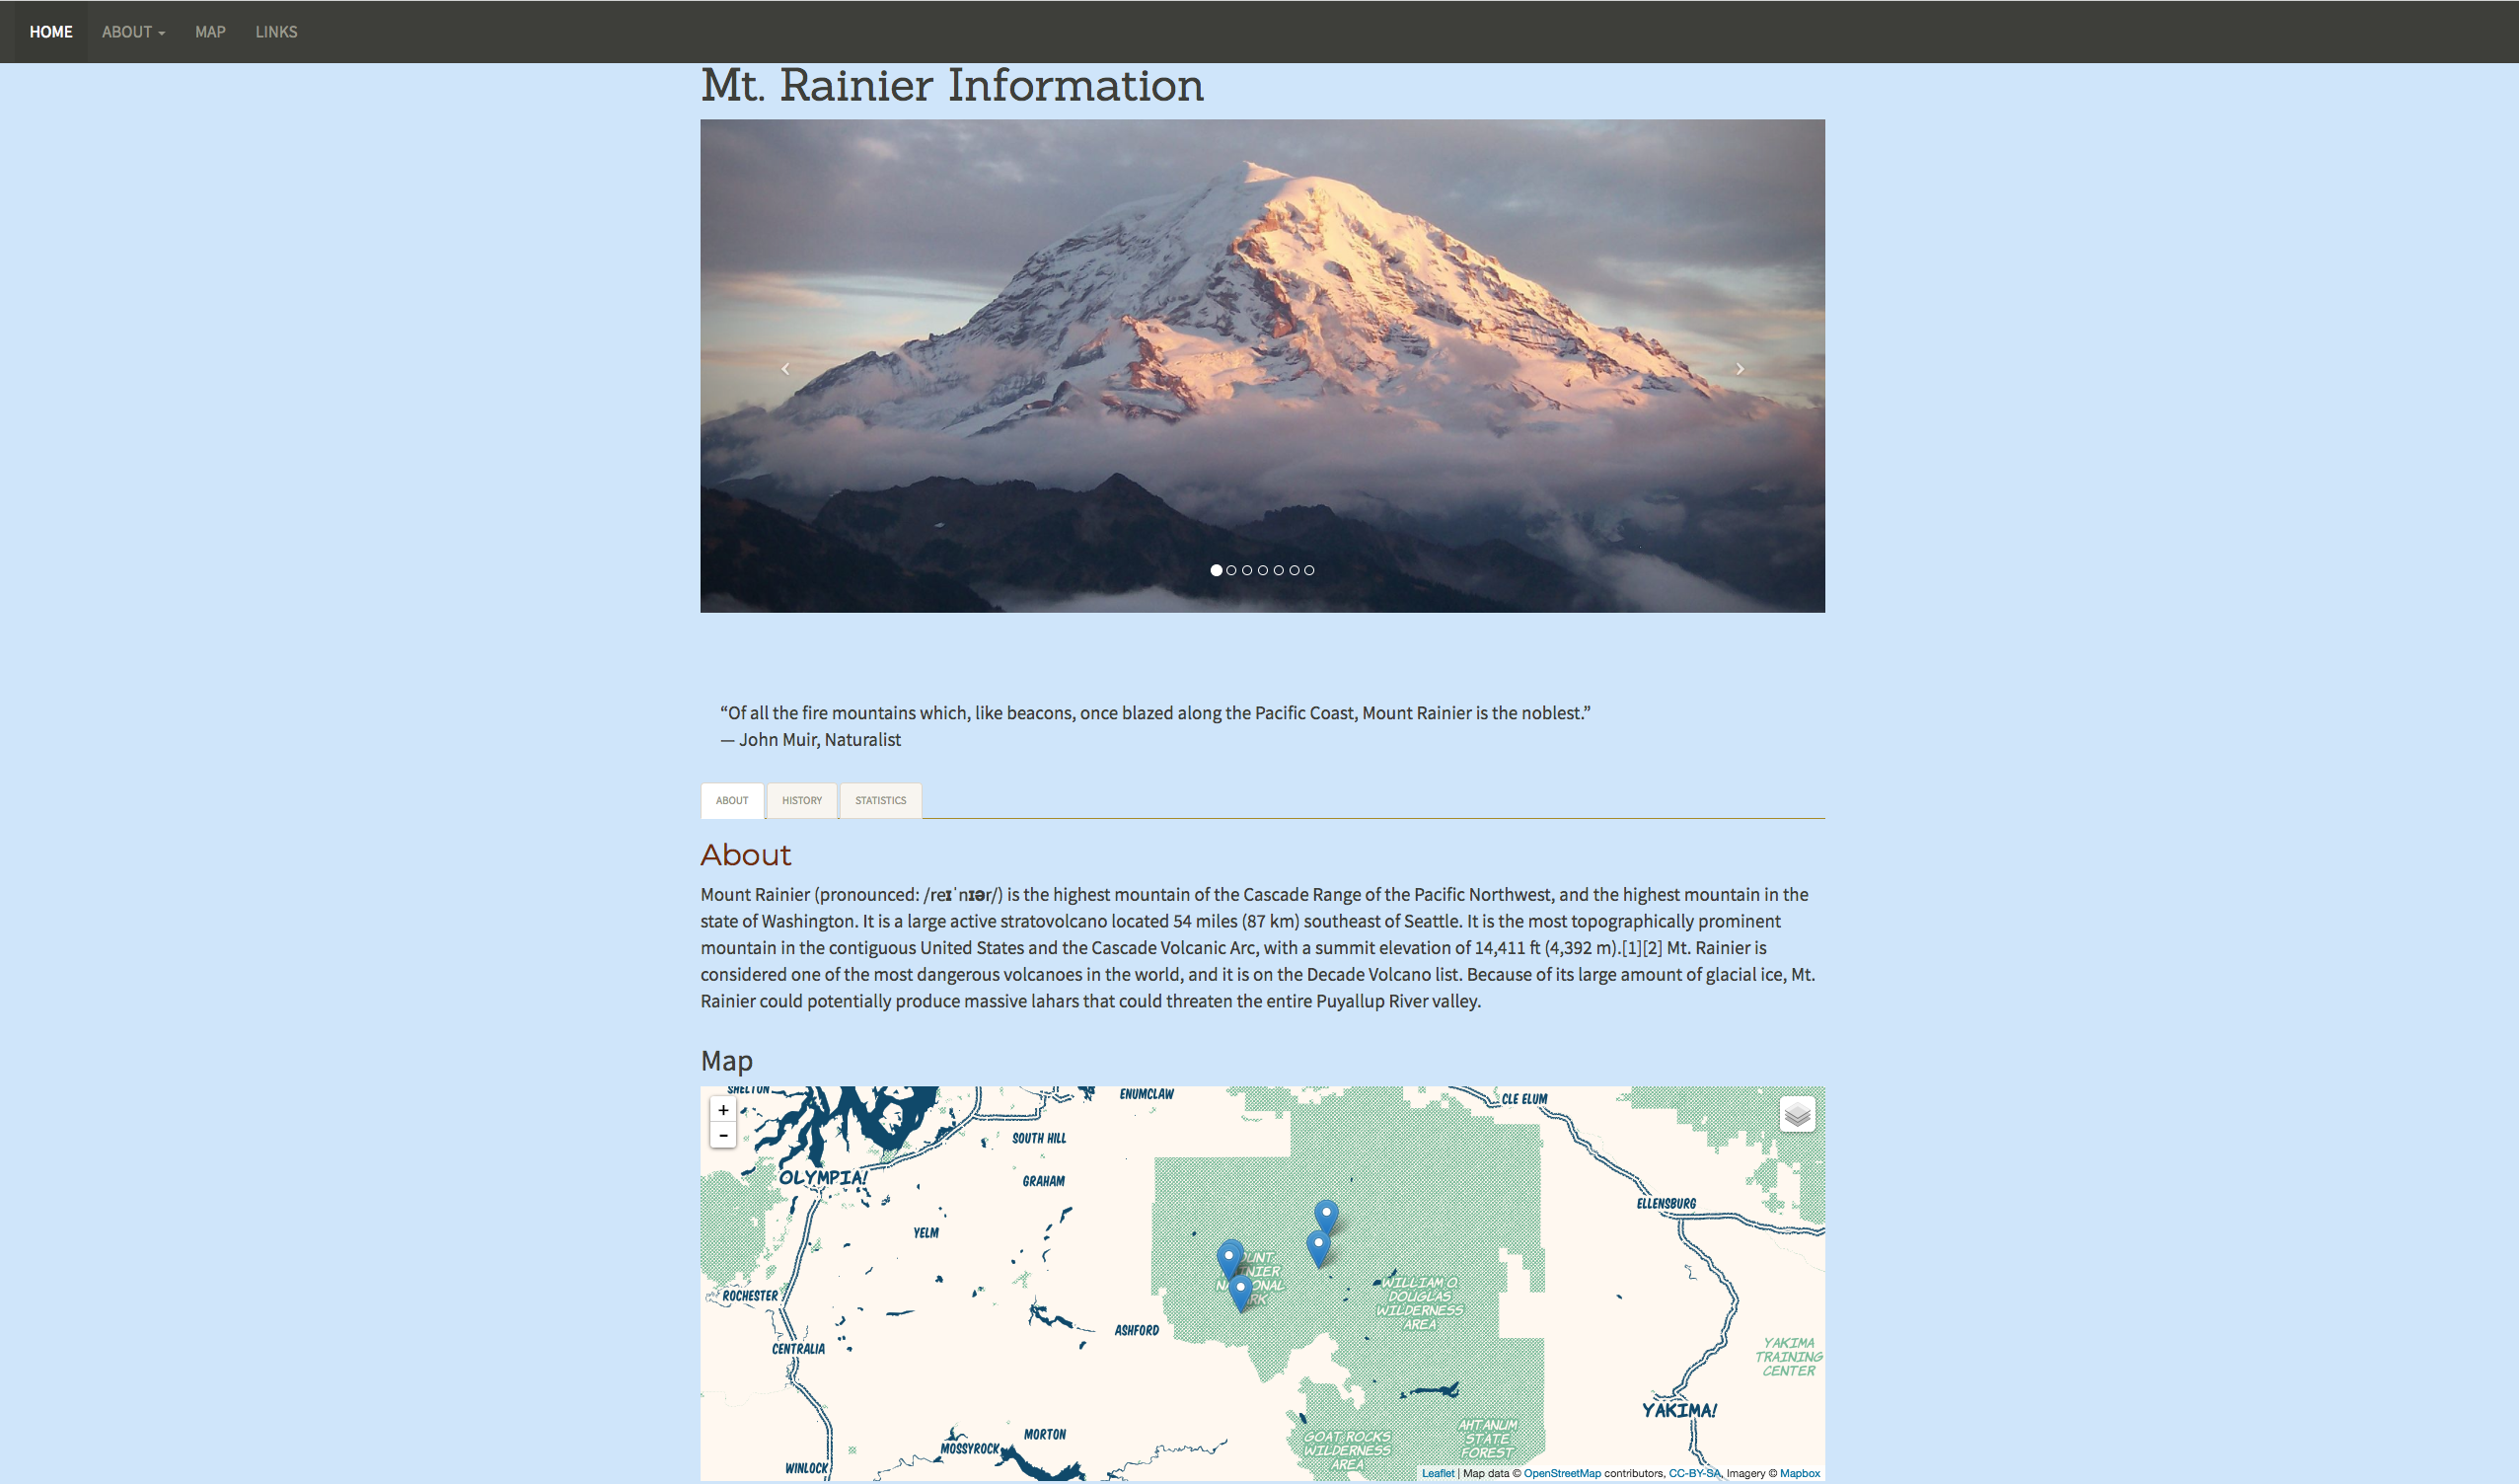 HOME ABOUT MAP LINKS
Mt. Rainier Information
“Of all the fire mountains which, like beacons, once blazed along the Pacific Coast, Mount Rainier is the noblest.”
— John Muir, Naturalist
ABOUT HISTORY STATISTICS
About
Mount Rainier (pronounced: /reɪˈnɪər/) is the highest mountain of the Cascade Range of the Pacific Northwest, and the highest mountain in the
state of Washington. It is a large active stratovolcano located 54 miles (87 km) southeast of Seattle. It is the most topographically prominent
mountain in the contiguous United States and the Cascade Volcanic Arc, with a summit elevation of 14,411 ft (4,392 m).[1][2] Mt. Rainier is
considered one of the most dangerous volcanoes in the world, and it is on the Decade Volcano list. Because of its large amount of glacial ice, Mt.
Rainier could potentially produce massive lahars that could threaten the entire Puyallup River valley.
Map
SHELTON
ENUMCLAW
CLE ELUM
+
-
SOUTH HILL
OLYMPIA!
GRAHAM
ELLENSBURG
YELM
NATIONAL
WILLIAM O.
DOUGLAS
WILDERNESS
AREA
ROCHESTER
ASHFORD
CENTRALIA
YAKIMA
TRAINING
CENTER
YAKIMA!
MORTON
MOSSYROCK
AHTANUM
STATE
FOREST
GOAT ROCKS
WILDERNESS
AREA
WINLOCK
Leaflet | Map data © OpenStreetMap contributors, CC-BY-SA, Imagery © Mapbox